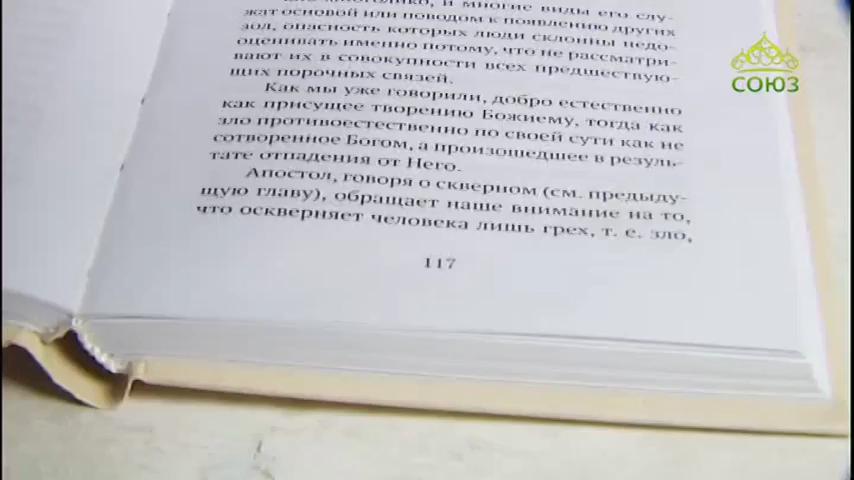 многолико, и многие виды его слу-
жат основой или поводом к появлению других
зол, опасность которых люди склонны недо-
оценивать именно потому, что не рассматри-
вают их в совокупности всех предшествую-
щих порочных связей.
Как мы уже говорили, добро естественно
как присущее творению Божиему, тогда как
зло противоестественно по своей сути как не
сотворенное Богом, а произошедшее в резуль-
тате отпадения от Него.
Апостол, говоря о скверном (см. предыду-
щую главу), обращает наше внимание на то,
что оскверняет человека лишь грех, т. е. зло,
117
СОЮЗ